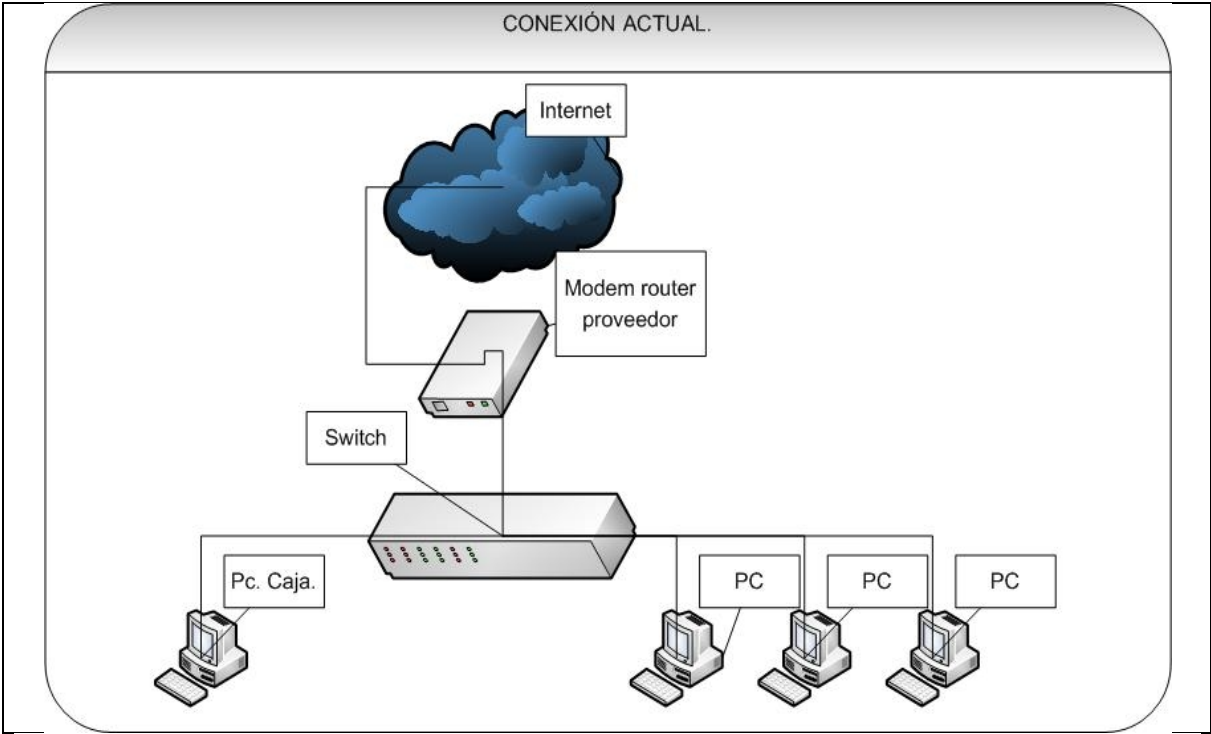 CONEXIÓN ACTUAL.
Internet
Modem router
proveedor
Switch
Pc. Caja.
PC
PC
PC